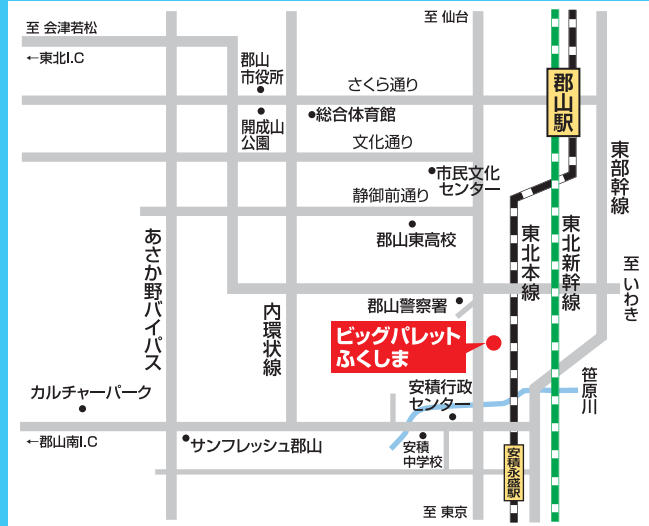 至 会津若松
至 仙台
←東北I.C
郡山
市役所
さくら通り
郡山駅
開成山
公園
総合体育館
文化通り
東部幹線
市民文化
センター
静御前通り
郡山東高校
あさか野バイパス
東北本線
東北新幹線
至 いわき
内環状線
郡山警察署
ビッグパレット
ふくしま
笹原川
カルチャーパーク
安積行政
センター
←郡山南I.C
サンフレッシュ郡山
安積
中学校
安積永盛駅
至 東京